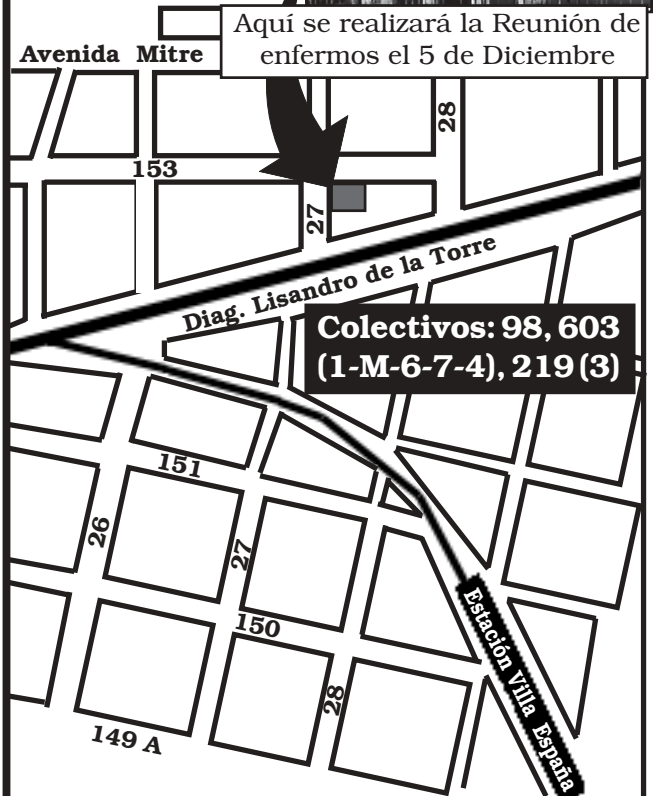 Aquí se realizará la Reunión de
enfermos el 5 de Diciembre
Avenida Mitre
28
153
27
Diag. Lisandro de la Torre
Colectivos: 98, 603
(1-M-6-7-4), 219 (3)
151
26
27
150
28
149 A
Estación Villa España